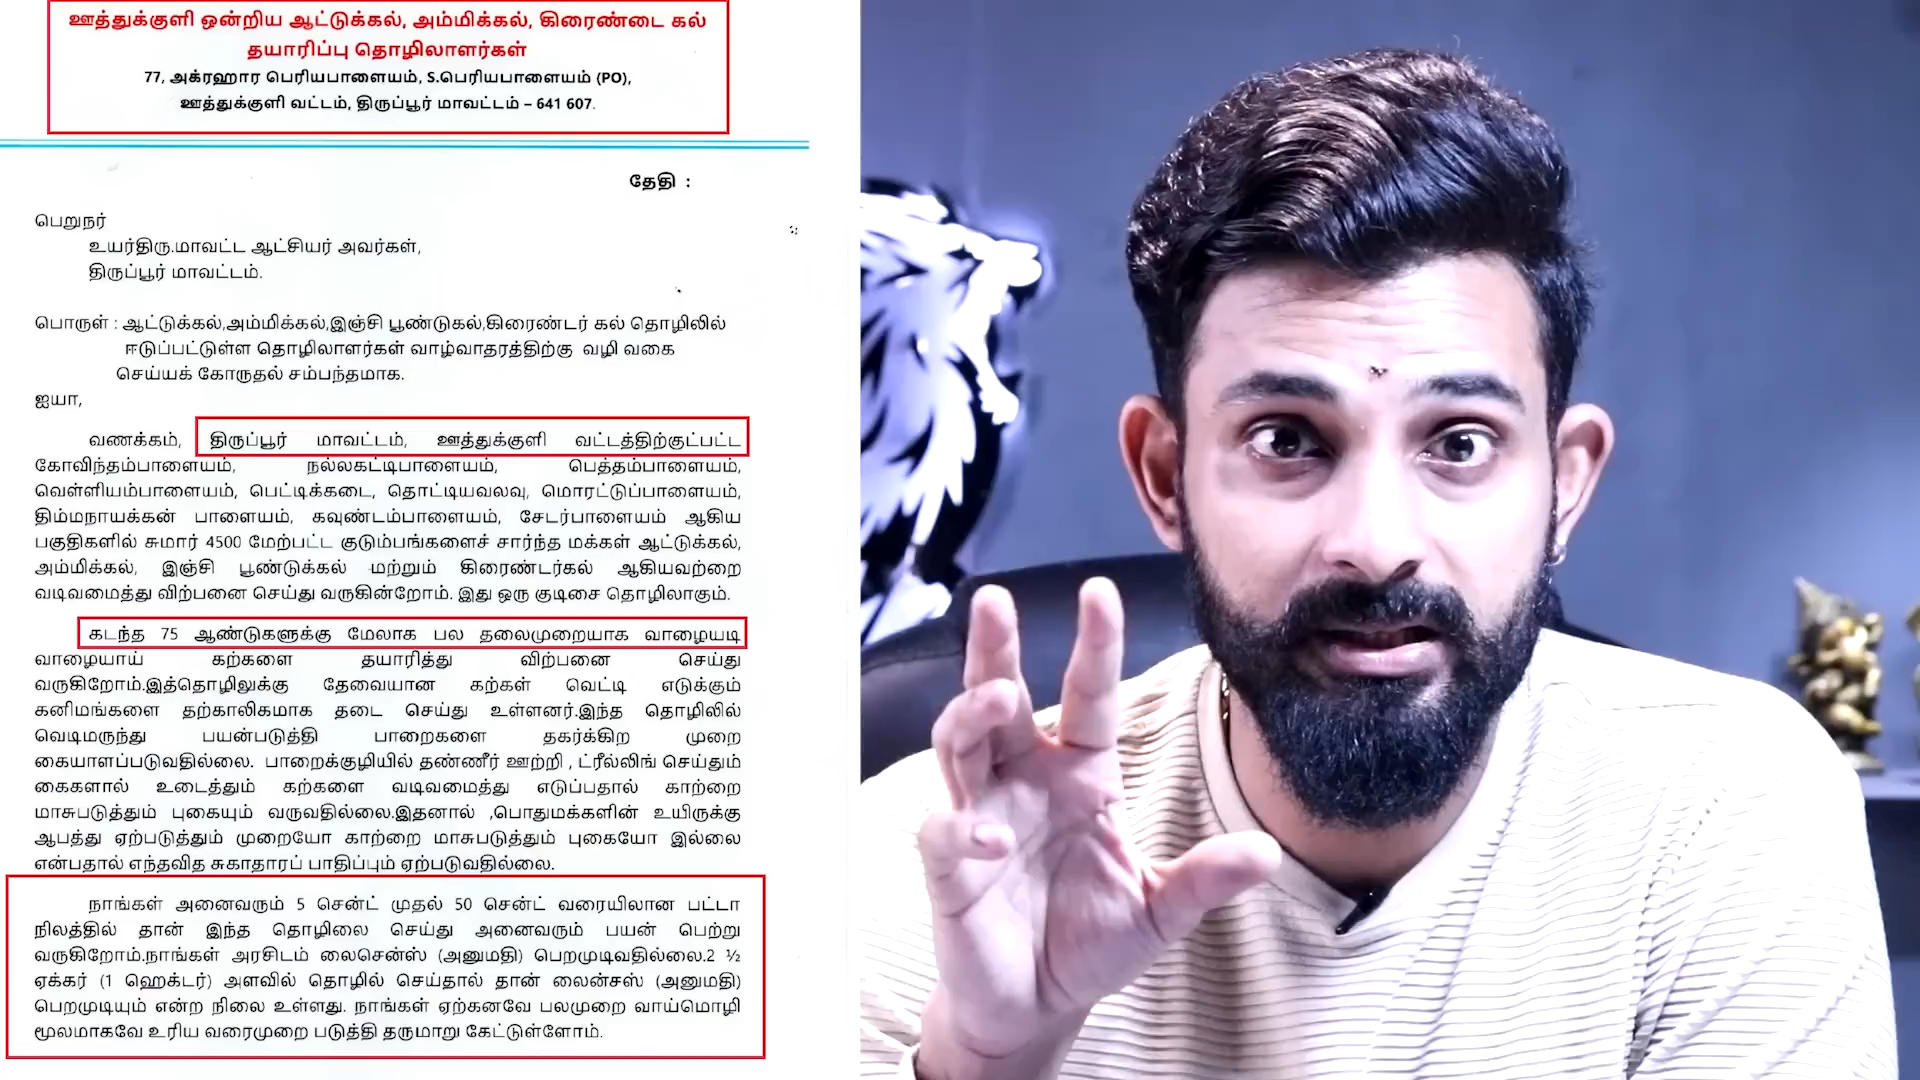 ஊத்துக்குளி ஒன்றிய ஆட்டுக்கல், அம்மிக்கல், கிரைண்டை கல்
தயாரிப்பு தொழிலாளர்கள்
77, அக்ரஹார பெரியபாளையம், S.பெரியபாளையம் (PO),
ஊத்துக்குளி வட்டம், திருப்பூர் மாவட்டம் – 641 607.
தேதி :
பெறுநர்
உயர்திரு.மாவட்ட ஆட்சியர் அவர்கள்,
திருப்பூர் மாவட்டம்.
பொருள் : ஆட்டுக்கல்,அம்மிக்கல்,இஞ்சி பூண்டுகல்,கிரைண்டர் கல் தொழிலில்
ஈடுப்பட்டுள்ள தொழிலாளர்கள் வாழ்வாதரத்திற்கு வழி வகை
செய்யக் கோருதல் சம்பந்தமாக.
ஐயா,
வணக்கம், திருப்பூர் மாவட்டம், ஊத்துக்குளி வட்டத்திற்குட்பட்ட
கோவிந்தம்பாளையம், நல்லகட்டிபாளையம், பெத்தம்பாளையம்,
வெள்ளியம்பாளையம், பெட்டிக்கடை, தொட்டியவலவு, மொரட்டுப்பாளையம்,
திம்மநாயக்கன் பாளையம், கவுண்டம்பாளையம், சேடர்பாளையம் ஆகிய
பகுதிகளில் சுமார் 4500 மேற்பட்ட குடும்பங்களைச் சார்ந்த மக்கள் ஆட்டுக்கல்,
அம்மிக்கல், இஞ்சி பூண்டுக்கல் மற்றும் கிரைண்டர்கல் ஆகியவற்றை
வடிவமைத்து விற்பனை செய்து வருகின்றோம். இது ஒரு குடிசை தொழிலாகும்.
கடந்த 75 ஆண்டுகளுக்கு மேலாக பல தலைமுறையாக வாழையடி
வாழையாய் கற்களை தயாரித்து விற்பனை செய்து
வருகிறோம்.இத்தொழிலுக்கு தேவையான கற்கள் வெட்டி எடுக்கும்
கனிமங்களை தற்காலிகமாக தடை செய்து உள்ளனர்.இந்த தொழிலில்
வெடிமருந்து பயன்படுத்தி பாறைகளை தகர்க்கிற முறை
கையாளப்படுவதில்லை. பாறைக்குழியில் தண்ணீர் ஊற்றி , ட்ரீல்லிங் செய்தும்
கைகளால் உடைத்தும் கற்களை வடிவமைத்து எடுப்பதால் காற்றை
மாசுபடுத்தும் புகையும் வருவதில்லை.இதனால் ,பொதுமக்களின் உயிருக்கு
ஆபத்து ஏற்படுத்தும் முறையோ காற்றை மாசுபடுத்தும் புகையோ இல்லை
என்பதால் எந்தவித சுகாதாரப் பாதிப்பும் ஏற்படுவதில்லை.
நாங்கள் அனைவரும் 5 சென்ட் முதல் 50 சென்ட் வரையிலான பட்டா
நிலத்தில் தான் இந்த தொழிலை செய்து அனைவரும் பயன் பெற்று
வருகிறோம்.நாங்கள் அரசிடம் லைசென்ஸ் (அனுமதி) பெறமுடிவதில்லை.2 ½
ஏக்கர் (1 ஹெக்டர்) அளவில் தொழில் செய்தால் தான் லைன்சஸ் (அனுமதி)
பெறமுடியும் என்ற நிலை உள்ளது. நாங்கள் ஏற்கனவே பலமுறை வாய்மொழி
மூலமாகவே உரிய வரைமுறை படுத்தி தருமாறு கேட்டுள்ளோம்.